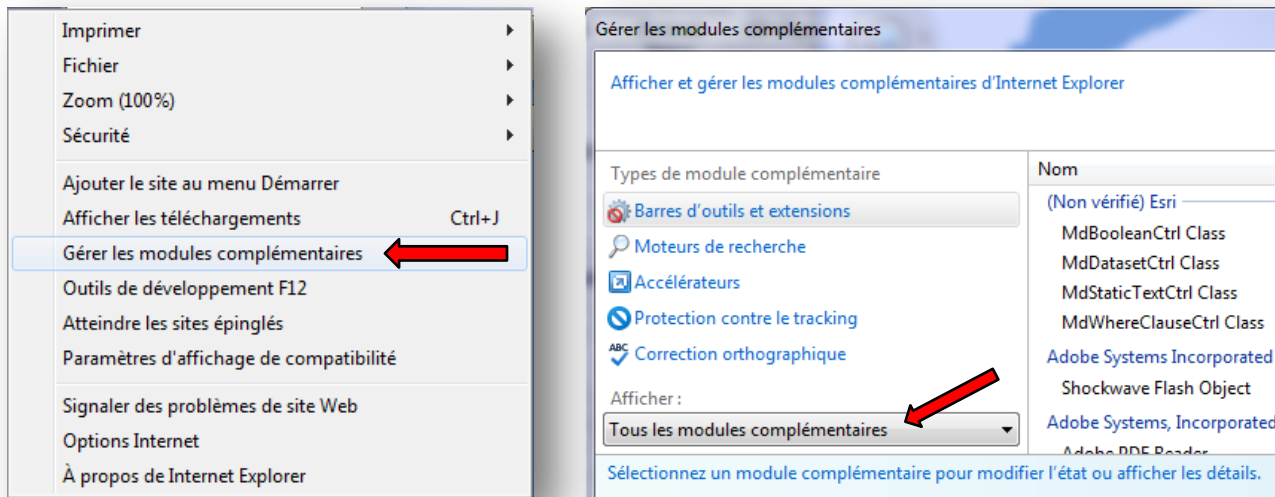 Imprimer
Fichier
Zoom (100%)
Sécurité
Ajouter le site au menu Démarrer
Afficher les téléchargements Ctrl+J
Gérer les modules complémentaires
Outils de développement F12
Atteindre les sites épinglés
Paramètres d'affichage de compatibilité
Signaler des problèmes de site Web
Options Internet
À propos de Internet Explorer
Gérer les modules complémentaires
Afficher et gérer les modules complémentaires d'Internet Explorer
Types de module complémentaire
Barres d'outils et extensions
Moteurs de recherche
Accélérateurs
Protection contre le tracking
ABC
Correction orthographique
Afficher :
Tous les modules complémentaires
Nom
(Non vérifié) Esri
MdBooleanCtrl Class
MdDatasetCtrl Class
MdStaticTextCtrl Class
MdWhereClauseCtrl Class
Adobe Systems Incorporated
Shockwave Flash Object
Adobe Systems, Incorporated
Adobe PDF Reader
Sélectionnez un module complémentaire pour modifier l'état ou afficher les détails.